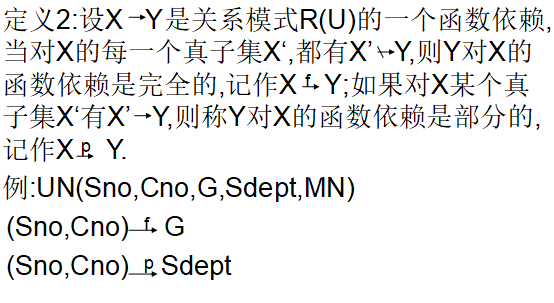 定义2:设X→Y是关系模式R(U)的一个函数依赖,
当对X的每一个真子集X‘,都有X’↛Y,则Y对X的
函数依赖是完全的,记作X f→ Y;如果对X某个真
子集X‘有X’→Y,则称Y对X的函数依赖是部分的,
记作X p→ Y.
例:UN(Sno,Cno,G,Sdept,MN)
(Sno,Cno) f→ G
(Sno,Cno) p→ Sdept